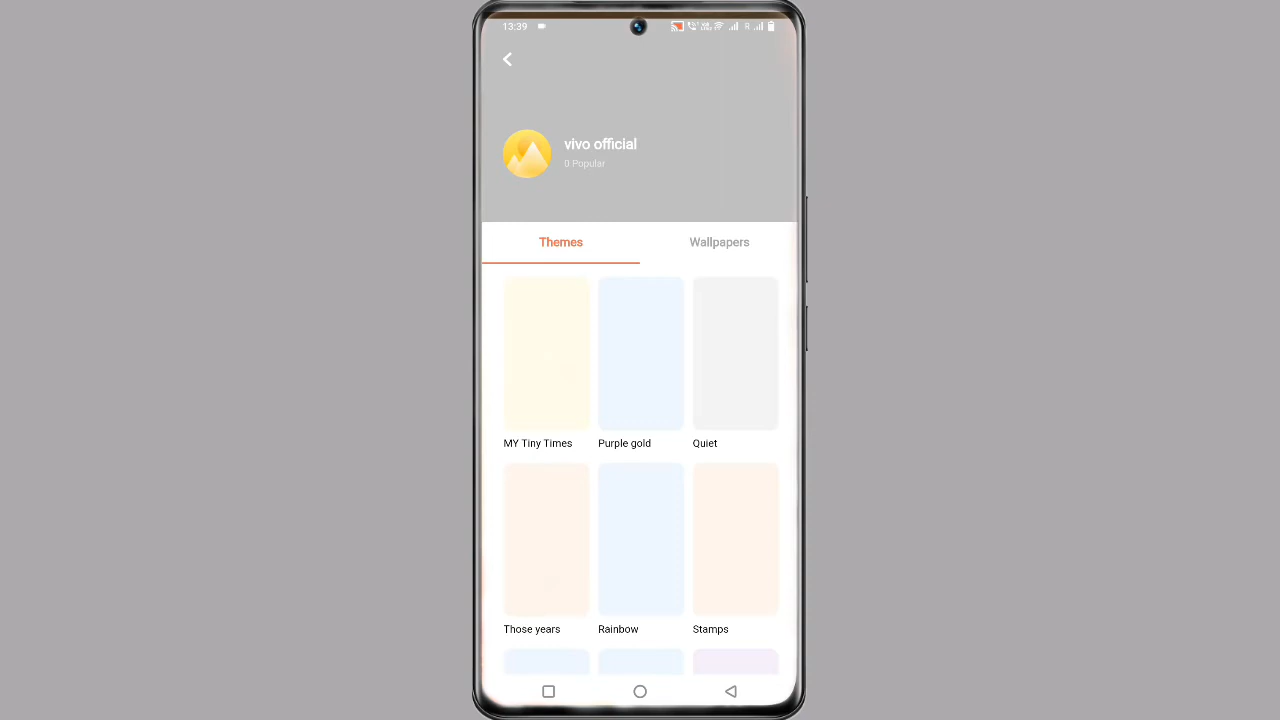 13:39
vivo official
0 Popular
Themes
Wallpapers
MY Tiny Times
Purple gold
Quiet
Those years
Rainbow
Stamps